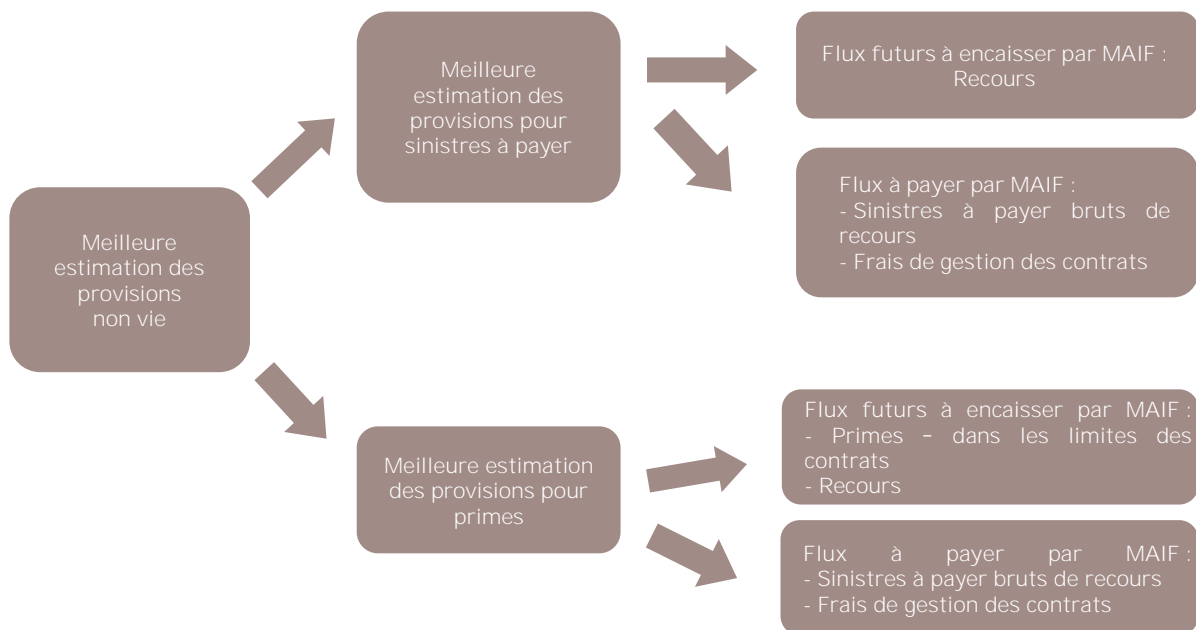 Meilleure
estimation des
provisions
non vie
Meilleure
estimation des
provisions pour
sinistres à payer
Flux futurs à encaisser par MAIF :
Recours
Flux à payer par MAIF :
- Sinistres à payer bruts de
recours
- Frais de gestion des contrats
Meilleure estimation
des provisions pour
primes
Flux futurs à encaisser par MAIF :
- Primes – dans les limites des
contrats
- Recours
Flux à payer par MAIF :
- Sinistres à payer bruts de recours
- Frais de gestion des contrats